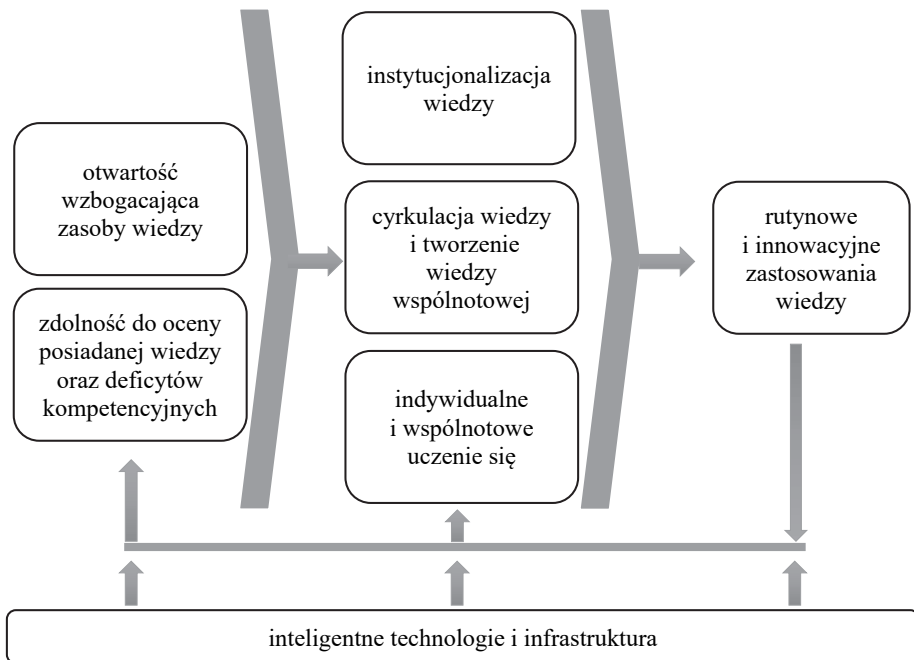 otwartość
wzbogacająca
zasoby wiedzy
zdolność do oceny
posiadanej wiedzy
oraz deficytów
kompetencyjnych
instytucjonalizacja
wiedzy
cyrkulacja wiedzy
i tworzenie
wiedzy
wspólnotowej
indywidualne
i wspólnotowe
uczenie się
rutynowe
i innowacyjne
zastosowania
wiedzy
inteligentne technologie i infrastruktura